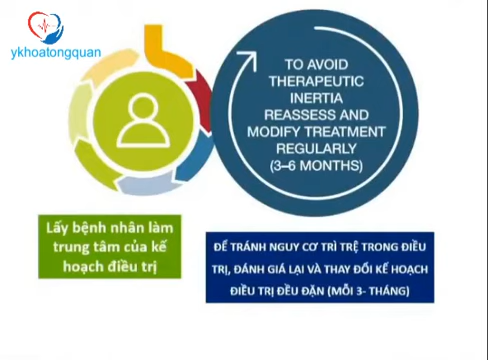 ykhoatongquan
TO AVOID
THERAPEUTIC
INERTIA
REASSESS AND
MODIFY TREATMENT
REGULARLY
(3–6 MONTHS)
Lấy bệnh nhân làm
trung tâm của kế
hoạch điều trị
ĐỂ TRÁNH NGUY CƠ TRÌ TRỆ TRONG ĐIỀU
TRỊ, ĐÁNH GIÁ LẠI VÀ THAY ĐỔI KẾ HOẠCH
ĐIỀU TRỊ ĐỀU ĐẶN (MỖI 3- THÁNG)